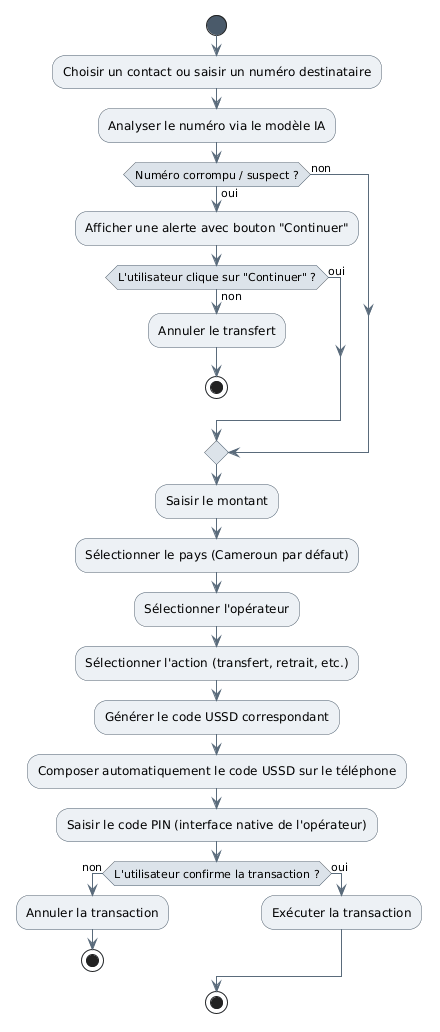 Choisir un contact ou saisir un numéro destinataire
Analyser le numéro via le modèle IA
Numéro corrompu / suspect ?
non
oui
Afficher une alerte avec bouton "Continuer"
L'utilisateur clique sur "Continuer" ?
oui
non
Annuler le transfert
Saisir le montant
Sélectionner le pays (Cameroun par défaut)
Sélectionner l'opérateur
Sélectionner l'action (transfert, retrait, etc.)
Générer le code USSD correspondant
Composer automatiquement le code USSD sur le téléphone
Saisir le code PIN (interface native de l'opérateur)
non
L'utilisateur confirme la transaction ?
oui
Annuler la transaction
Exécuter la transaction